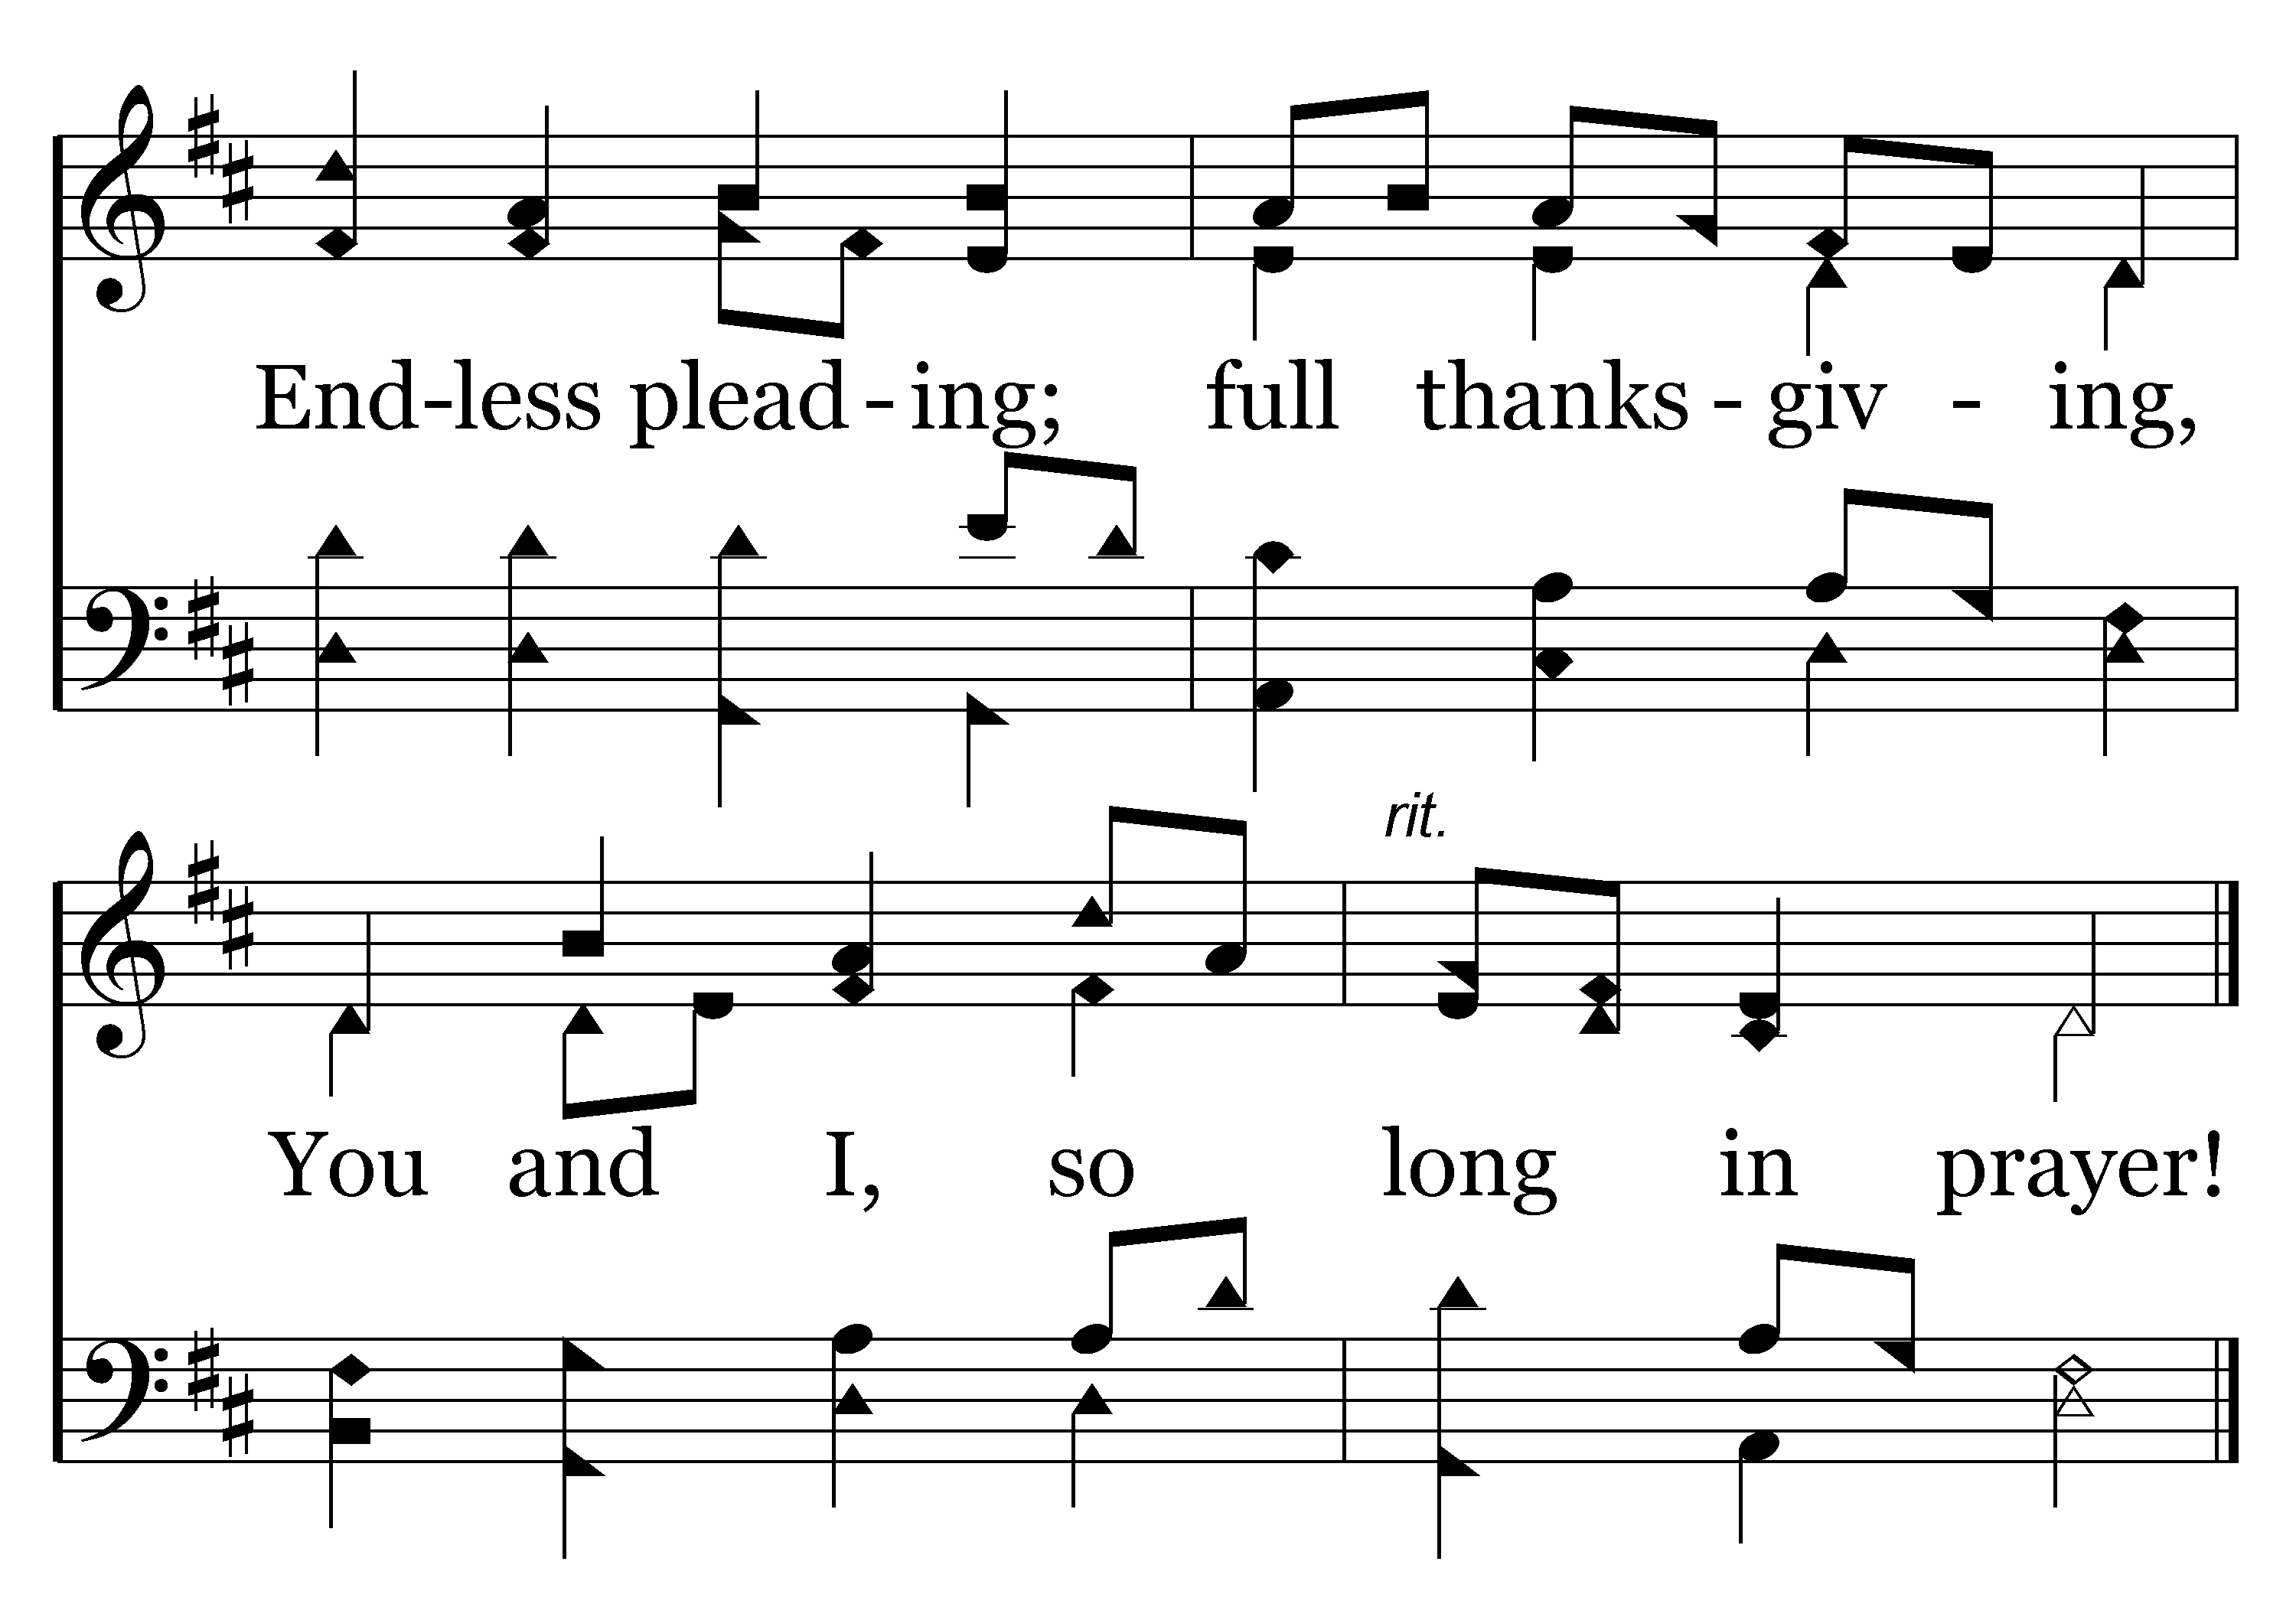 End-less plead-ing; full thanks-giv-ing,
rit.
You and I, so long in prayer!